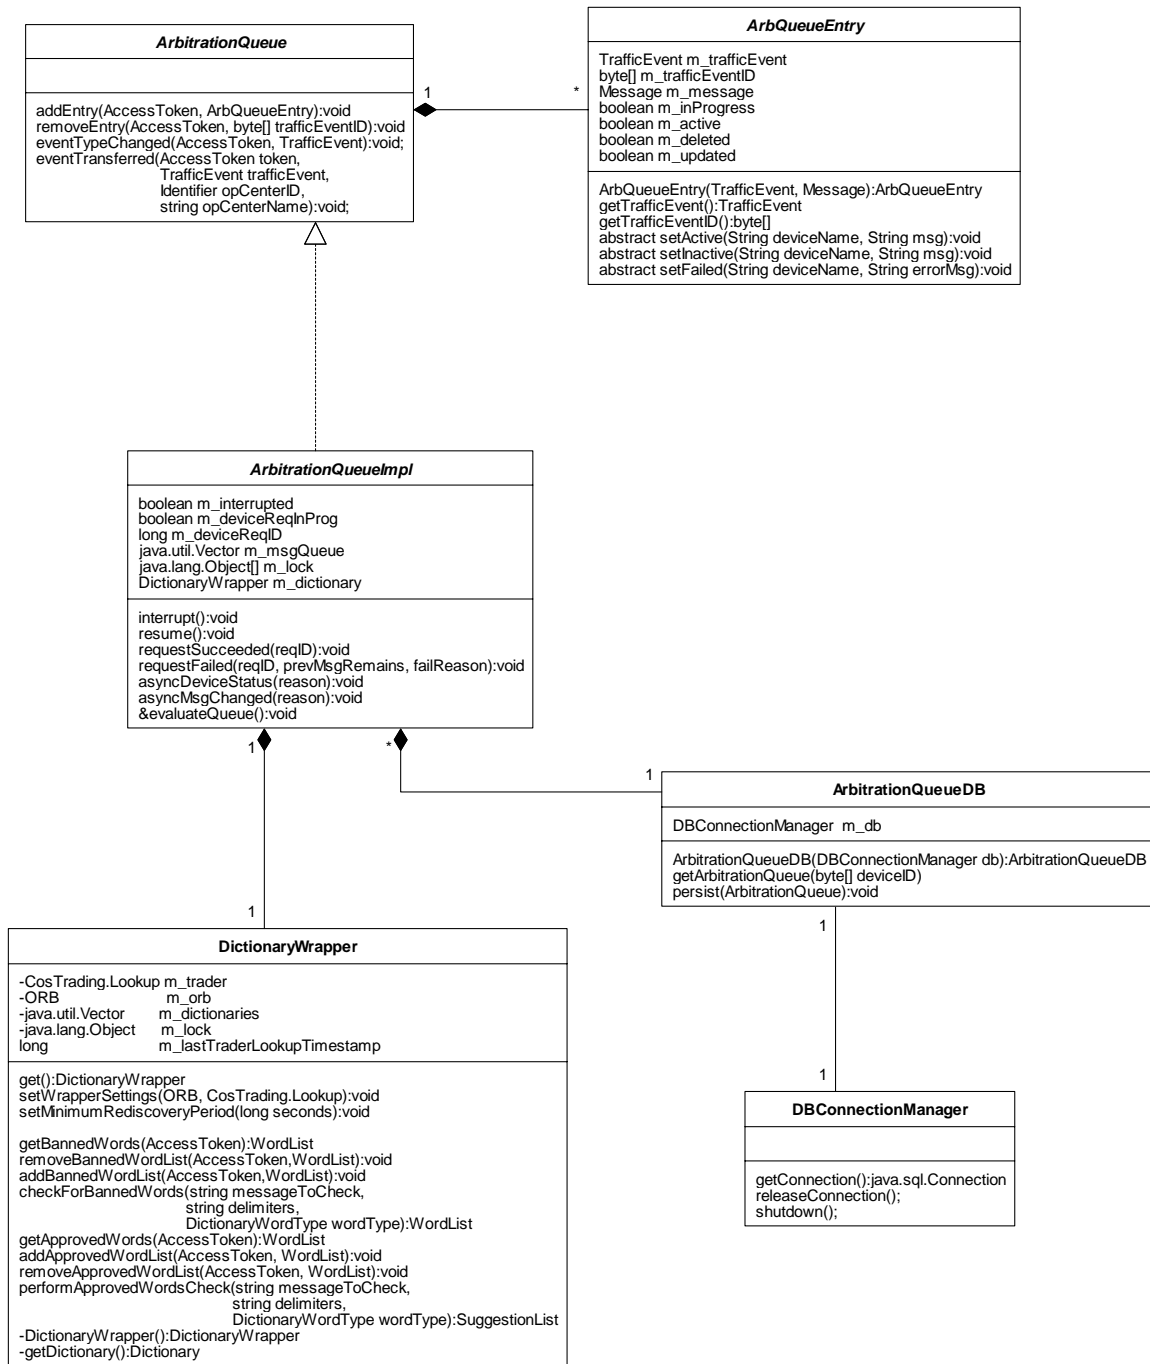 ArbitrationQueue
addEntry(AccessToken, ArbQueueEntry):void
removeEntry(AccessToken, byte[] trafficEventID):void
eventTypeChanged(AccessToken, TrafficEvent):void;
eventTransferred(AccessToken token,
TrafficEvent trafficEvent,
Identifier opCenterID,
string opCenterName):void;
1
*
ArbQueueEntry
TrafficEvent m_trafficEvent
byte[] m_trafficEventID
Message m_message
boolean m_inProgress
boolean m_active
boolean m_deleted
boolean m_updated
ArbQueueEntry(TrafficEvent, Message):ArbQueueEntry
getTrafficEvent():TrafficEvent
getTrafficEventID():byte[]
abstract setActive(String deviceName, String msg):void
abstract setInactive(String deviceName, String msg):void
abstract setFailed(String deviceName, String errorMsg):void
ArbitrationQueueImpl
boolean m_interrupted
boolean m_deviceReqInProg
long m_deviceReqID
java.util.Vector m_msgQueue
java.lang.Object[] m_lock
DictionaryWrapper m_dictionary
interrupt():void
resume():void
requestSucceeded(reqID):void
requestFailed(reqID, prevMsgRemains, failReason):void
asyncDeviceStatus(reason):void
asyncMsgChanged(reason):void
&evaluateQueue():void
1
*
1
ArbitrationQueueDB
DBConnectionManager m_db
ArbitrationQueueDB(DBConnectionManager db):ArbitrationQueueDB
getArbitrationQueue(byte[] deviceID)
persist(ArbitrationQueue):void
1
1
DictionaryWrapper
-CosTrading.Lookup m_trader
-ORB m_orb
-java.util.Vector m_dictionaries
-java.lang.Object m_lock
long m_lastTraderLookupTimestamp
get():DictionaryWrapper
setWrapperSettings(ORB, CosTrading.Lookup):void
setMinimumRediscoveryPeriod(long seconds):void
getBannedWords(AccessToken):WordList
removeBannedWordList(AccessToken,WordList):void
addBannedWordList(AccessToken,WordList):void
checkForBannedWords(string messageToCheck,
string delimiters,
DictionaryWordType wordType):WordList
getApprovedWords(AccessToken):WordList
addApprovedWordList(AccessToken, WordList):void
removeApprovedWordList(AccessToken, WordList):void
performApprovedWordsCheck(string messageToCheck,
string delimiters,
DictionaryWordType wordType):SuggestionList
-DictionaryWrapper():DictionaryWrapper
-getDictionary():Dictionary
1
DBConnectionManager
getConnection():java.sql.Connection
releaseConnection();
shutdown();